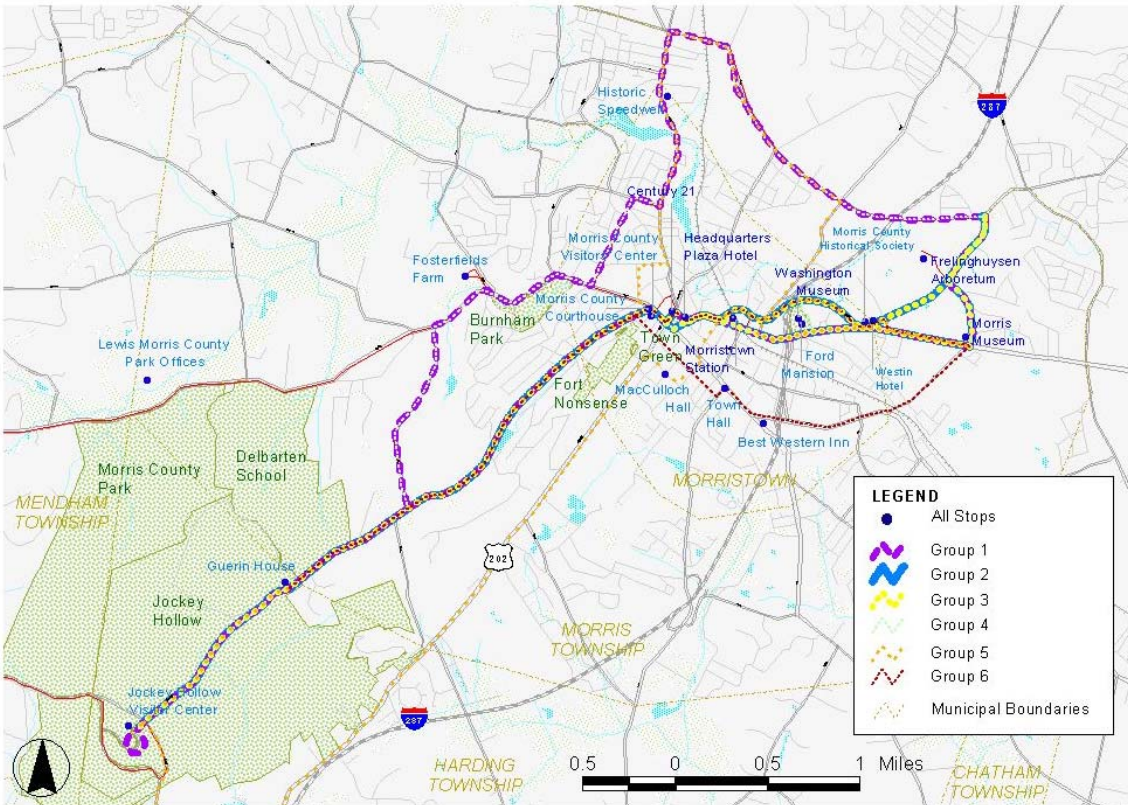 287
Historic
Speedwell
Century 21
Morris County
Visitors Center
Headquarters
Plaza Hotel
Morris County
Historical Society
Fosterfields
Farm
Washington
Museum
Frelinghuysen
Arboretum
Morris County
Courthouse
Burnham
Park
Town
Green
Morristown
Station
Ford
Mansion
Morris
Museum
Westin
Hotel
Lewis Morris County
Park Offices
Fort
Nonsense
MacCulloch
Hall
Town
Hall
Best Western Inn
Morris County
Park
Delbarten
School
MENDHAM
TOWNSHIP
MORRISTOWN
Guerin House
202
Jockey
Hollow
MORRIS
TOWNSHIP
Jockey Hollow
Visitor Center
287
HARDING
TOWNSHIP
CHATHAM
TOWNSHIP
LEGEND
All Stops
Group 1
Group 2
Group 3
Group 4
Group 5
Group 6
Municipal Boundaries
0.5 0 0.5 1 Miles